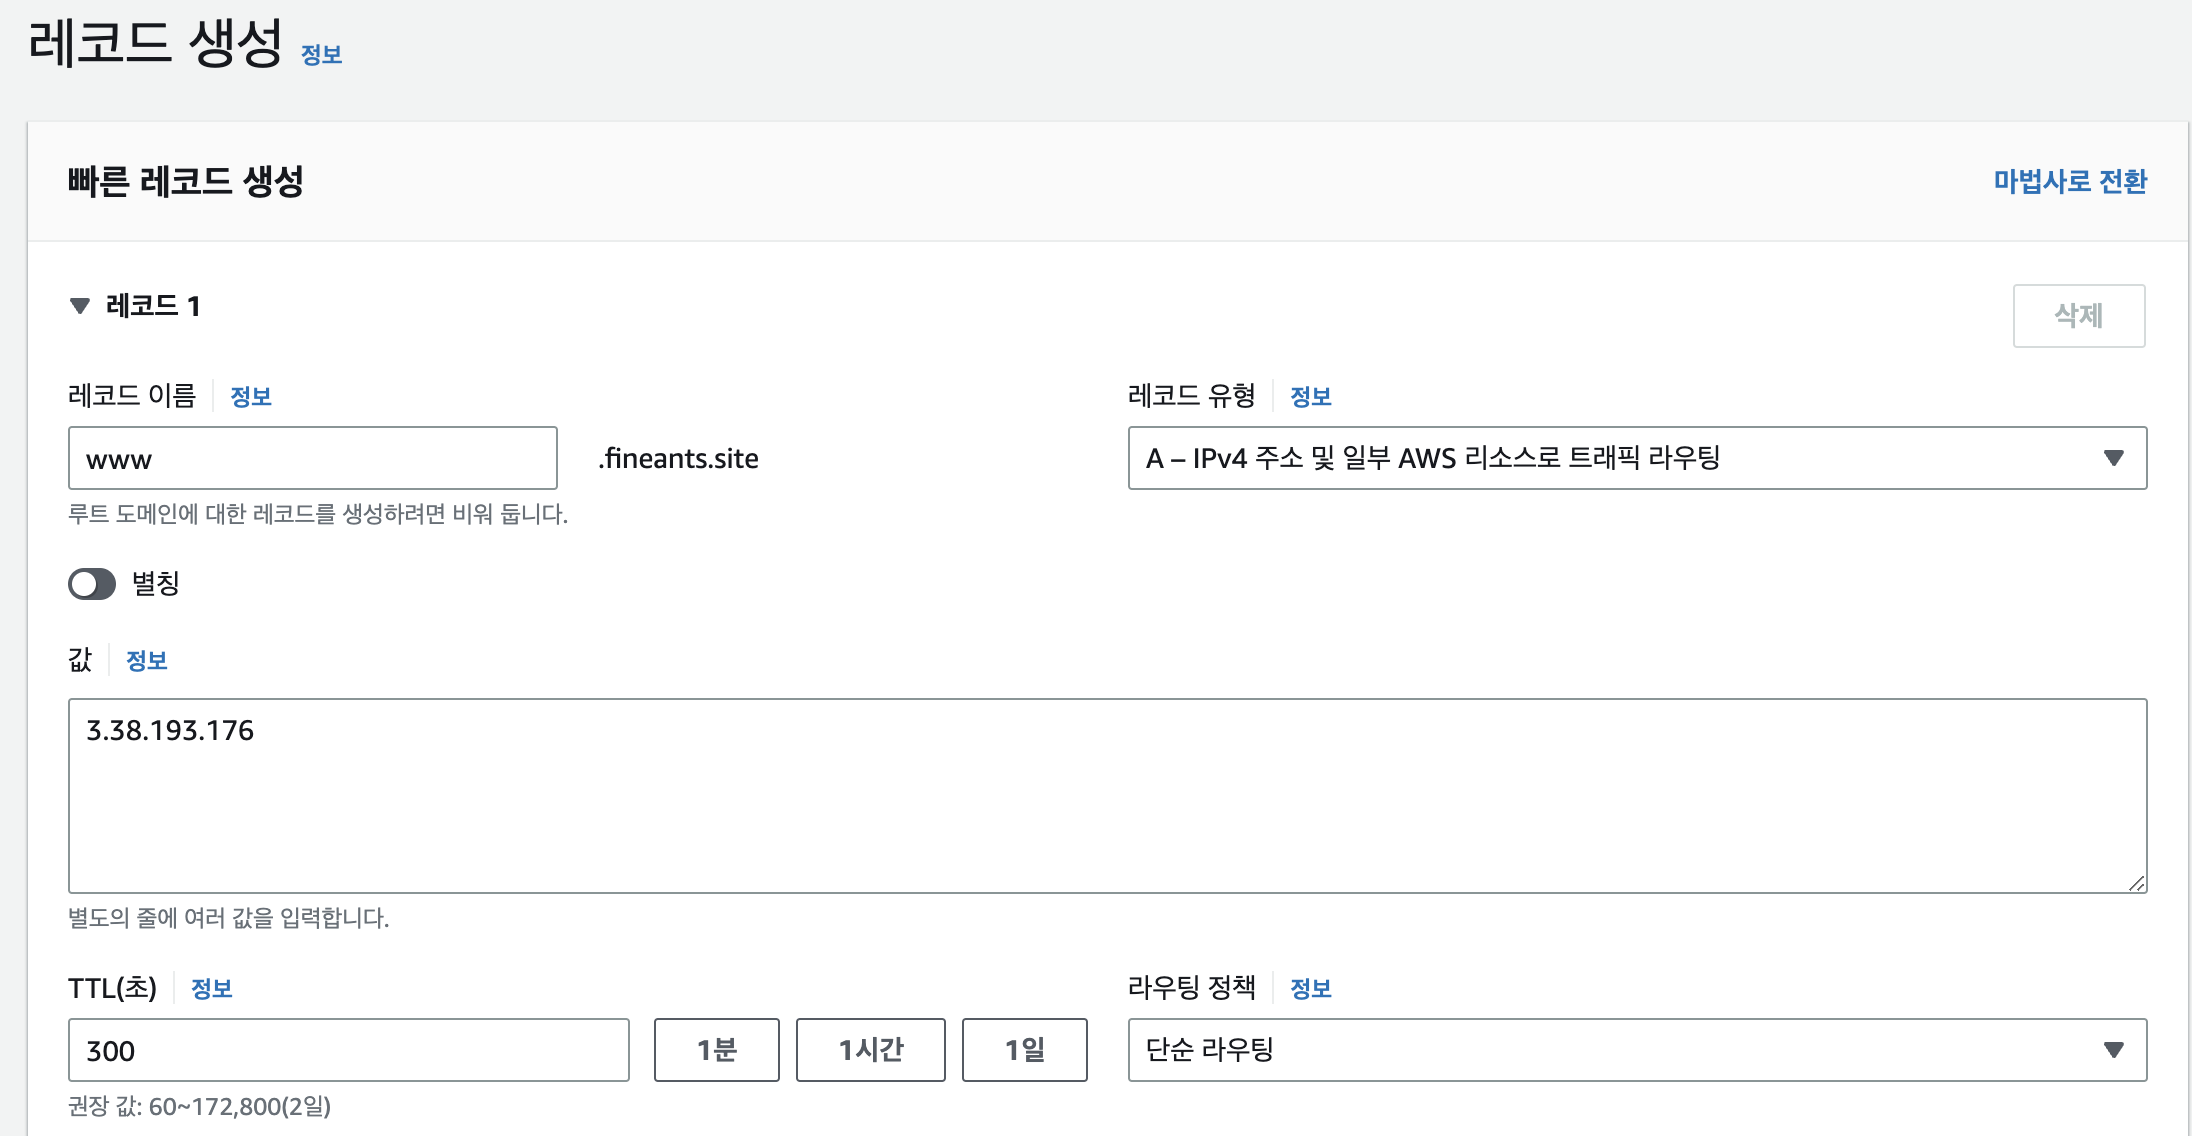 레코드 생성 정보
빠른 레코드 생성
마법사로 전환
레코드 1
삭제
레코드 이름 정보
www
.fineants.site
루트 도메인에 대한 레코드를 생성하려면 비워 둡니다.
레코드 유형 정보
A – IPv4 주소 및 일부 AWS 리소스로 트래픽 라우팅
별칭
값 정보
3.38.193.176
별도의 줄에 여러 값을 입력합니다.
TTL(초) 정보
300
1분
1시간
1일
권장 값: 60~172,800(2일)
라우팅 정책 정보
단순 라우팅